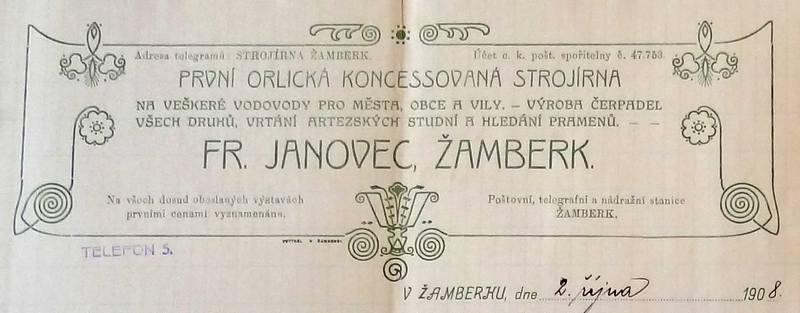 Adresa telegramů: STROJÍRNA ŽAMBERK.
Účet c. k. pošt. spořitelny č. 47.753.
PRVNÍ ORLICKÁ KONCESSOVANÁ STROJÍRNA
NA VEŠKERÉ VODOVODY PRO MĚSTA, OBCE A VILY. – VÝROBA ČERPADEL
VŠECH DRUHŮ, VRTÁNÍ ARTEZSKÝCH STUDNÍ A HLEDÁNÍ PRAMENŮ. – –
FR. JANOVEC, ŽAMBERK.
Na všech dosud obeslaných výstavách
prvními cenami vyznamenána.
Poštovní, telegrafní a nádražní stanice
ŽAMBERK.
TELEFON 5.
V ŽAMBERKU, dne 2. října 1908.